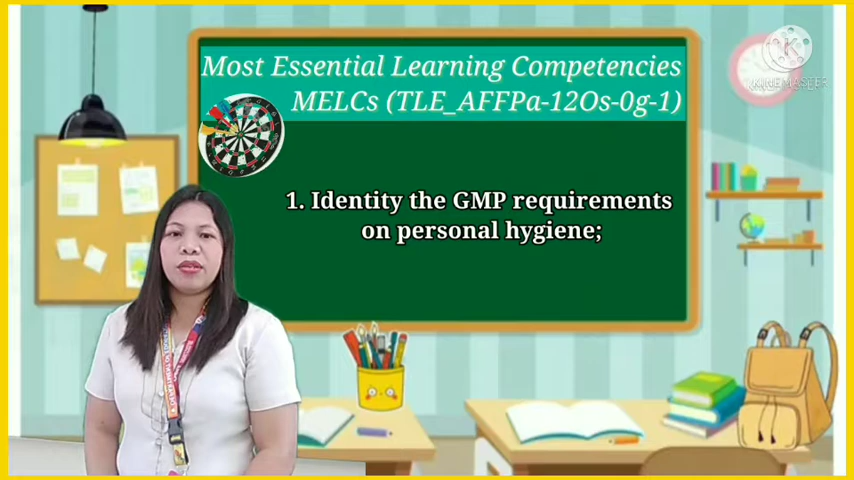 Most Essential Learning Competencies
MELCs (TLE_AFFPa-12Os-0g-1)
KINEMASTER
1. Identity the GMP requirements
on personal hygiene;